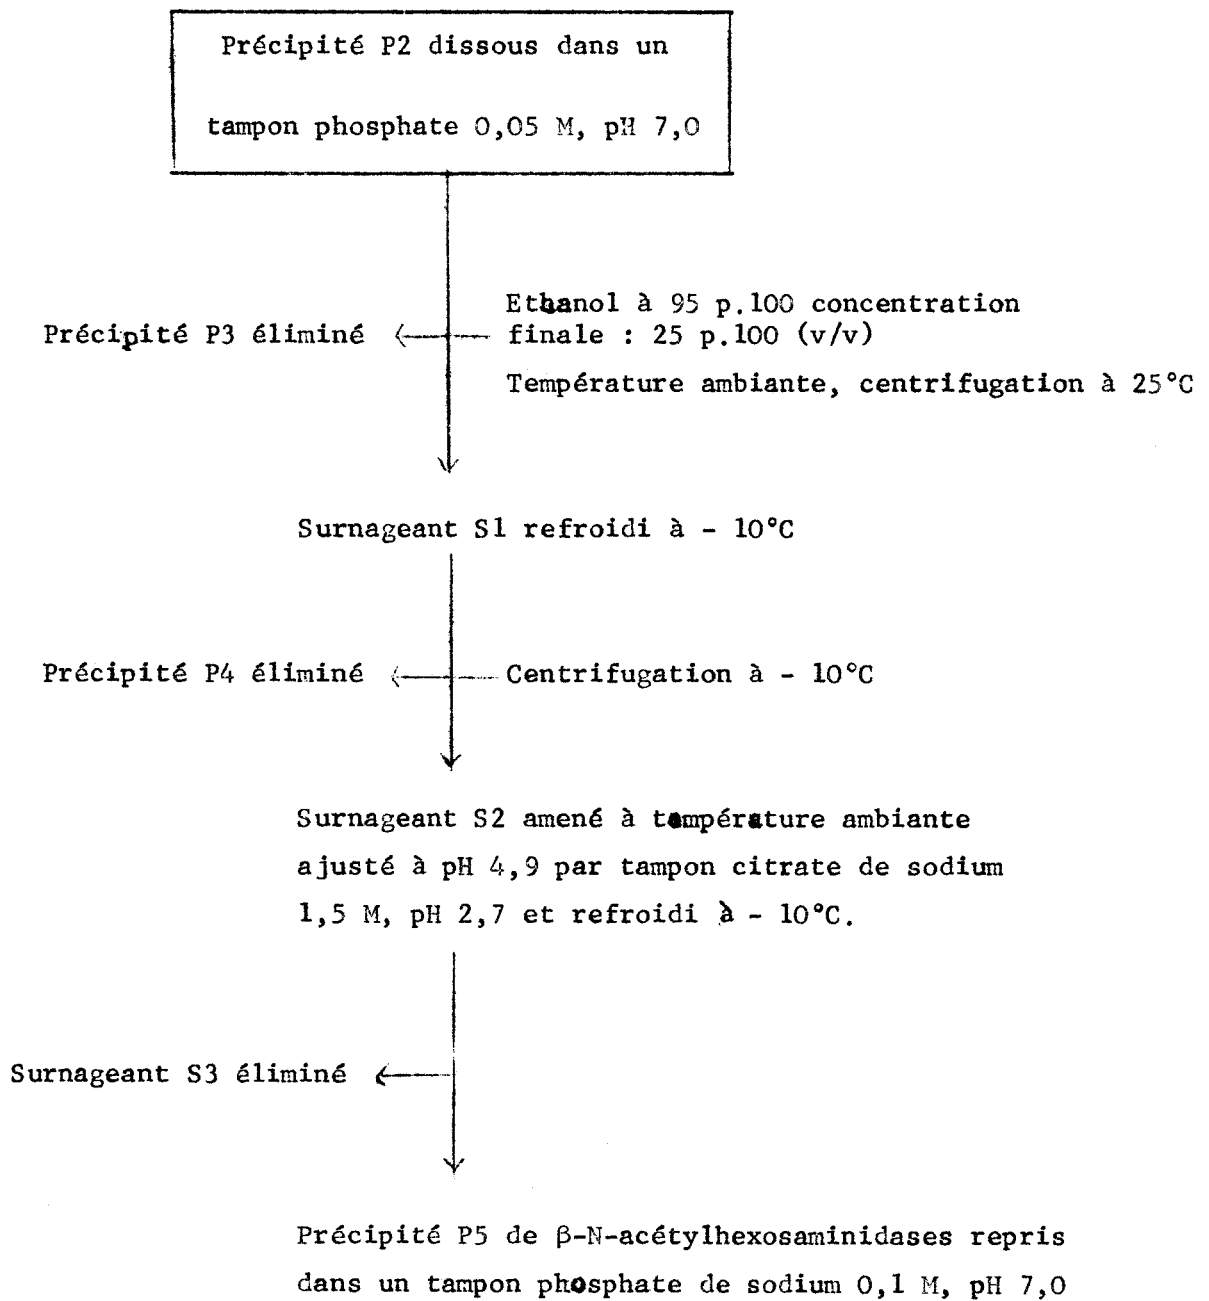 Précipité P2 dissous dans un
tampon phosphate 0,05 M, pH 7,0
Ethanol à 95 p.100 concentration
Précipité P3 éliminé
finale : 25 p.100 (v/v)
Température ambiante, centrifugation à 25°C
Surnageant S1 refroidi à - 10°C
Précipité P4 éliminé
Centrifugation à - 10°C
Surnageant S2 amené à température ambiante
ajusté à pH 4,9 par tampon citrate de sodium
1,5 M, pH 2,7 et refroidi à - 10°C.
Surnageant S3 éliminé
Précipité P5 de β-N-acétylhexosaminidases repris
dans un tampon phosphate de sodium 0,1 M, pH 7,0